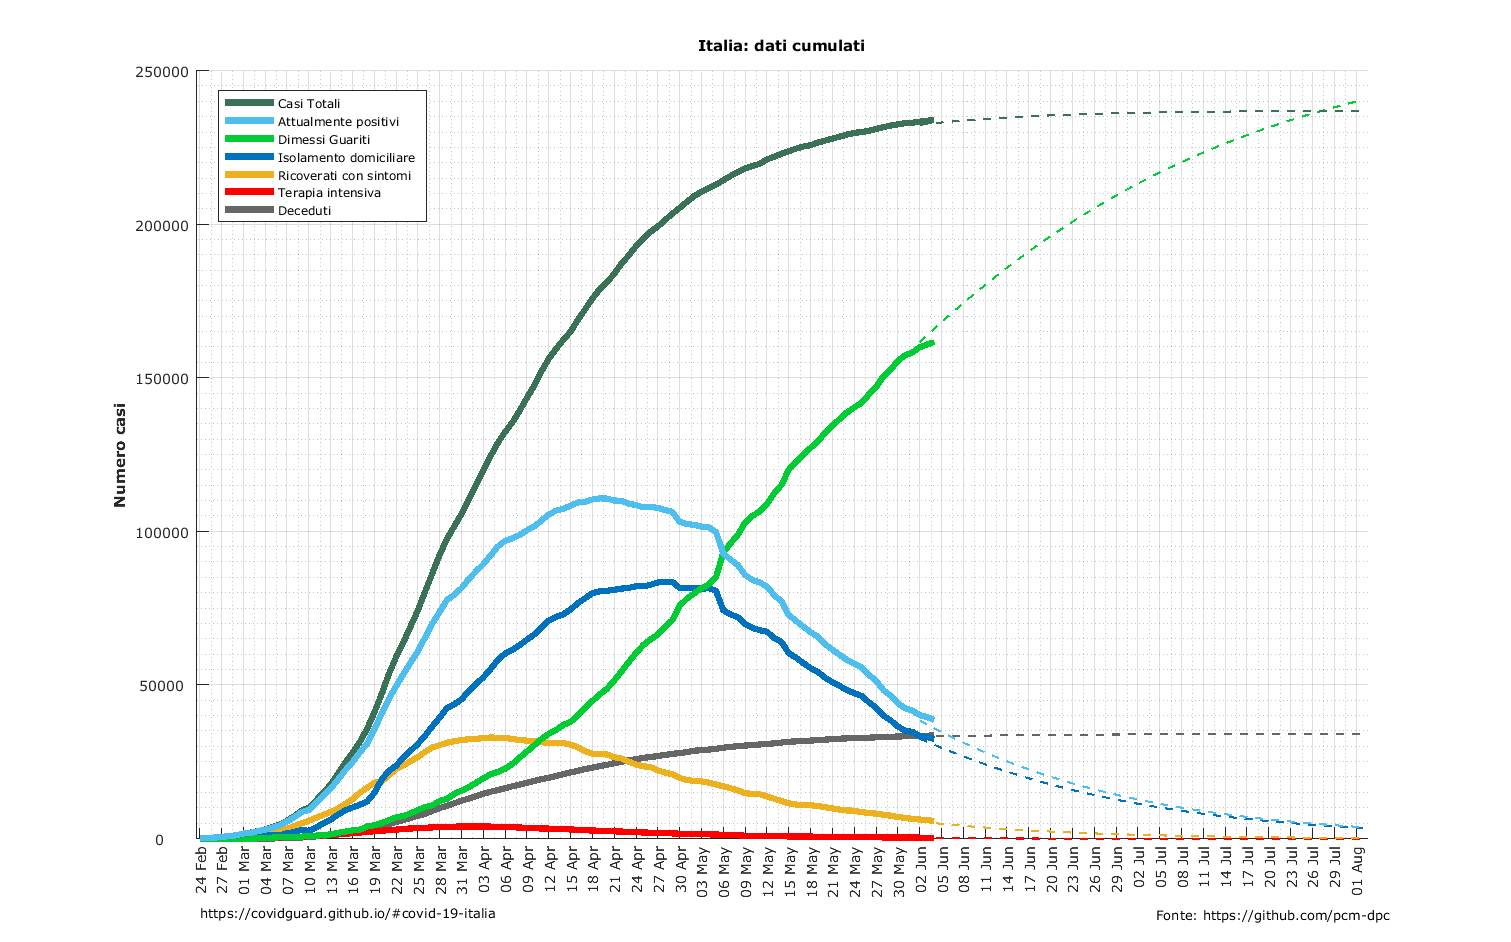 Italia: dati cumulati
250000
200000
150000
100000
50000
0
Numero casi
Casi Totali
Attualmente positivi
Dimessi Guariti
Isolamento domiciliare
Ricoverati con sintomi
Terapia intensiva
Deceduti
24 Feb
27 Feb
01 Mar
04 Mar
07 Mar
10 Mar
13 Mar
16 Mar
19 Mar
22 Mar
25 Mar
28 Mar
31 Mar
03 Apr
06 Apr
09 Apr
12 Apr
15 Apr
18 Apr
21 Apr
24 Apr
27 Apr
30 Apr
03 May
06 May
09 May
12 May
15 May
18 May
21 May
24 May
27 May
30 May
02 Jun
05 Jun
08 Jun
11 Jun
14 Jun
17 Jun
20 Jun
23 Jun
26 Jun
29 Jun
02 Jul
05 Jul
08 Jul
11 Jul
14 Jul
17 Jul
20 Jul
23 Jul
26 Jul
29 Jul
01 Aug
https://covidguard.github.io/#covid-19-italia
Fonte: https://github.com/pcm-dpc